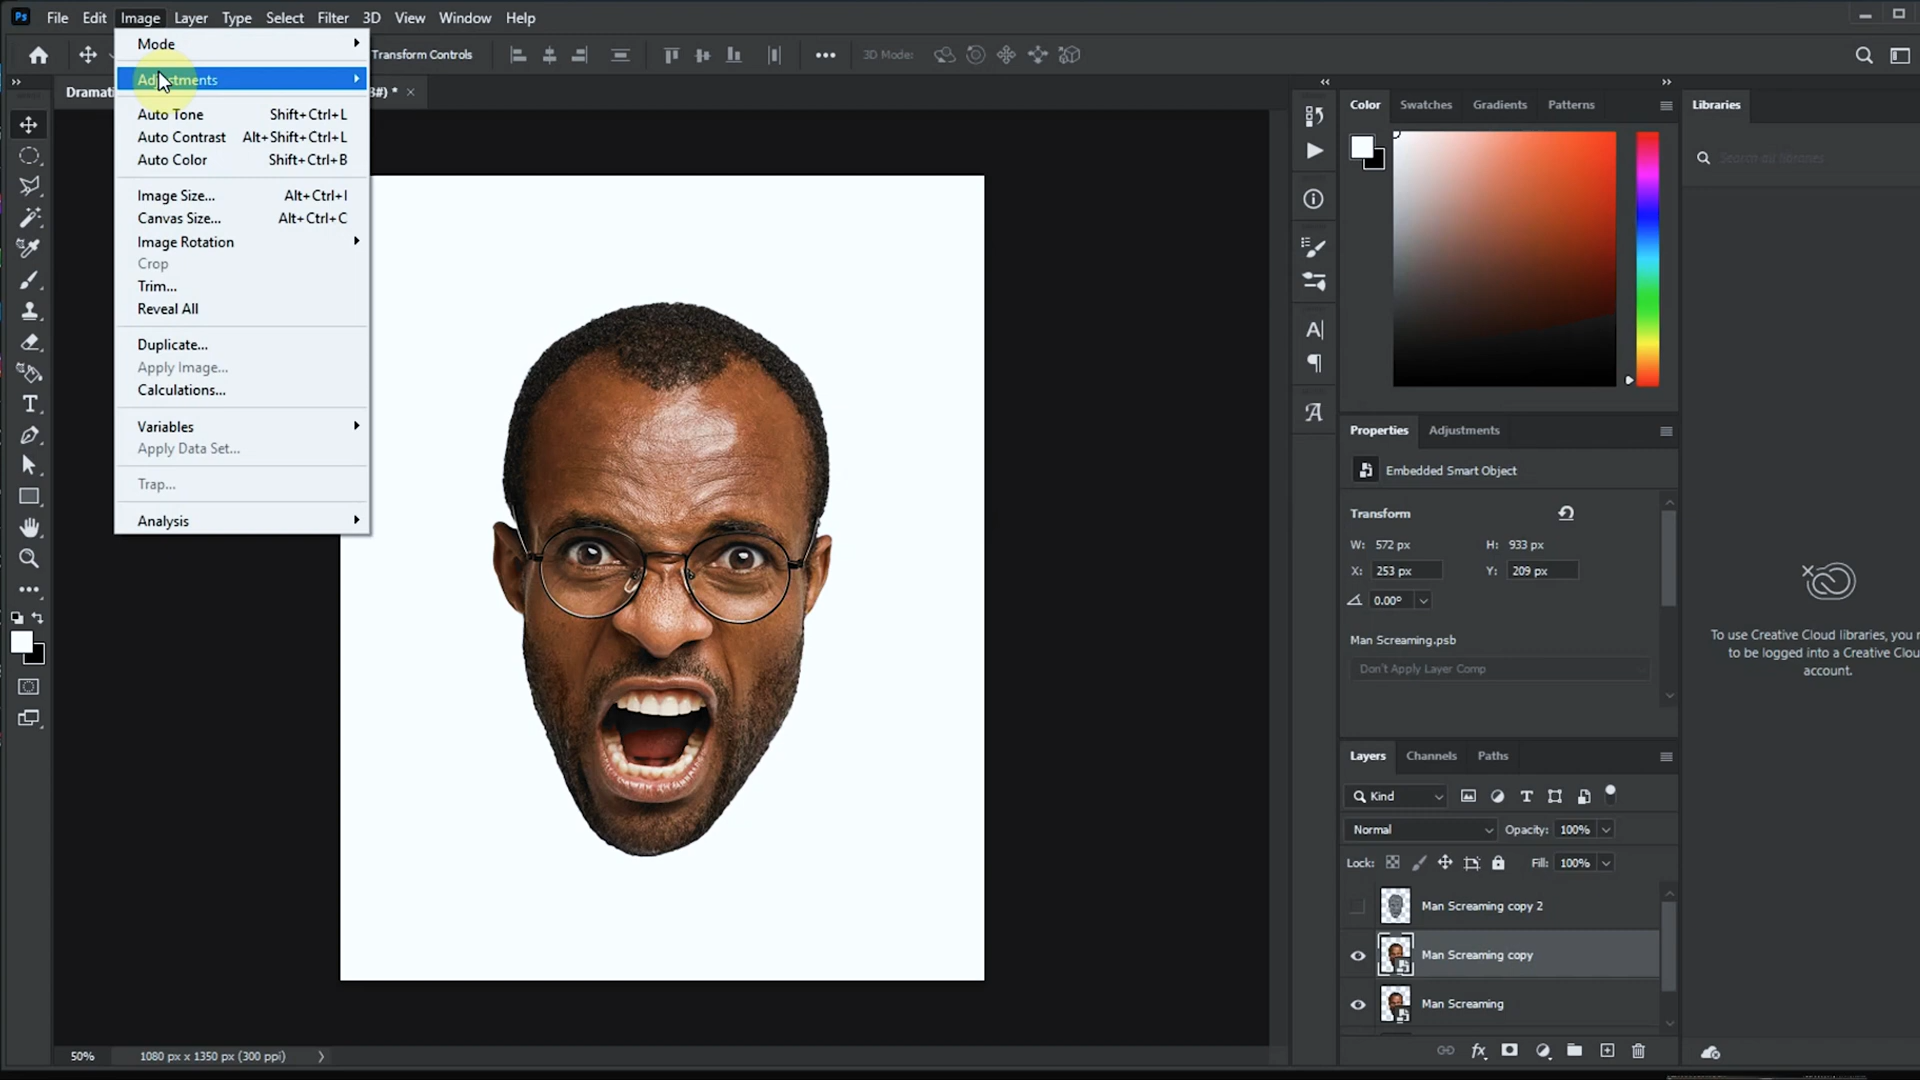 Ps File Edit Image Layer Type Select Filter 3D View Window Help
Transform Controls 3D Mode:
Dramati #) *
Mode
Adjustments
Auto Tone Shift+Ctrl+L
Auto Contrast Alt+Shift+Ctrl+L
Auto Color Shift+Ctrl+B
Image Size... Alt+Ctrl+I
Canvas Size... Alt+Ctrl+C
Image Rotation
Crop
Trim...
Reveal All
Duplicate...
Apply Image...
Calculations...
Variables
Apply Data Set...
Trap...
Analysis
Color Swatches Gradients Patterns
Libraries
Search all libraries
Properties Adjustments
Embedded Smart Object
Transform
W: 572 px H: 933 px
X: 253 px Y: 209 px
0.00°
Man Screaming.psb
Don't Apply Layer Comp
To use Creative Cloud libraries, you n
to be logged into a Creative Clou
account.
Layers Channels Paths
Kind
Normal Opacity: 100%
Lock: Fill: 100%
Man Screaming copy 2
Man Screaming copy
Man Screaming
50% 1080 px x 1350 px (300 ppi)